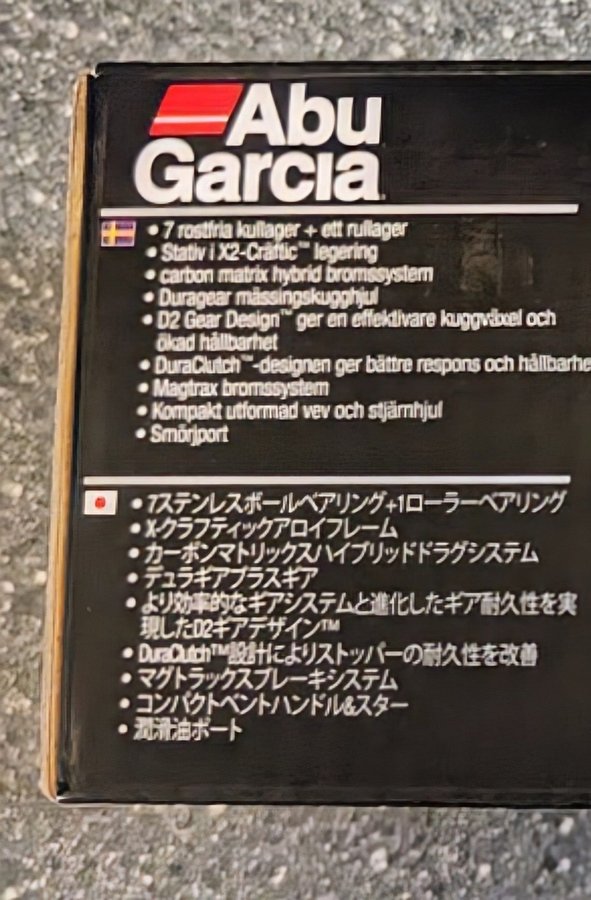 Abu
Garcia
• 7 rostfria kullager + ett rullager
• Stativ i X2-Cräftic™ legering
• carbon matrix hybrid bromssystem
• Duragear mässingskugghjul
• D2 Gear Design™ ger en effektivare kuggväxel och
ökad hållbarhet
• DuraClutch™-designen ger bättre respons och hållbarhe
• Magtrax bromssystem
• Kompakt utformad vev och stjärnhjul
• Smörjport
• 7ステンレスボールベアリング+1ローラーベアリング
• X-クラフティックアロイフレーム
• カーボンマトリックスハイブリッドドラグシステム
• デュラギアブラスギア
• より効率的なギアシステムと進化したギア耐久性を実
現したD2ギアデザイン™
• DuraClutch™設計によりストッパーの耐久性を改善
• マグトラックスブレーキシステム
• コンパクトベントハンドル&スター
• 潤滑油ポート